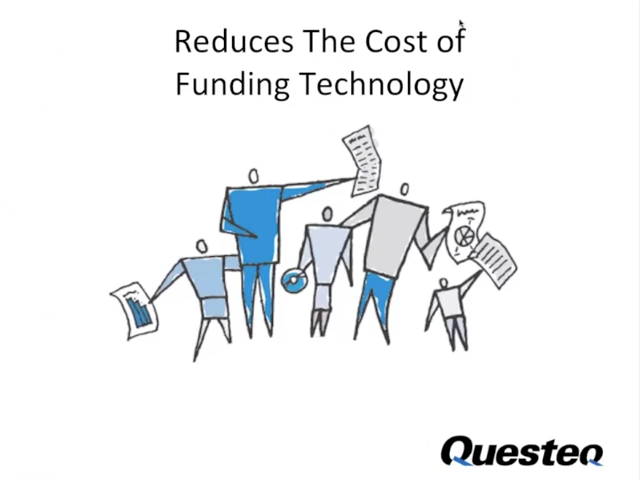 Reduces The Cost of
Funding Technology
Questeq